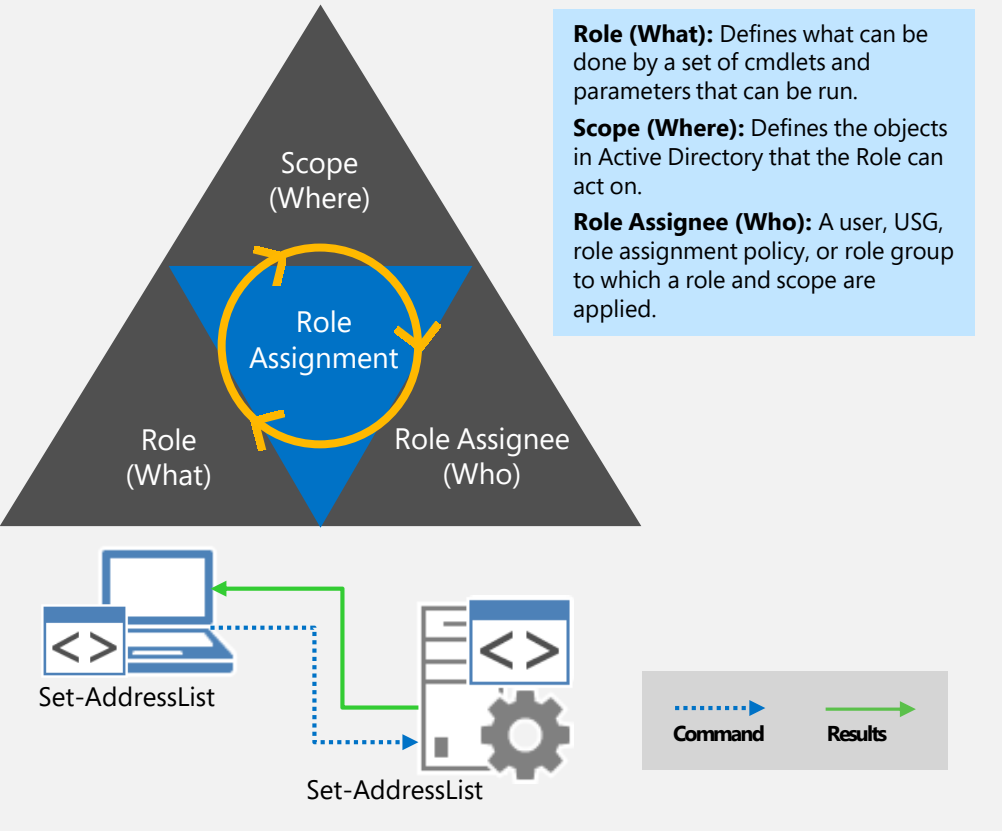 Role (What): Defines what can be
done by a set of cmdlets and
parameters that can be run.
Scope (Where): Defines the objects
in Active Directory that the Role can
act on.
Role Assignee (Who): A user, USG,
role assignment policy, or role group
to which a role and scope are
applied.
Scope
(Where)
Role
Assignment
Role
(What)
Role Assignee
(Who)
<>
Set-AddressList
<>
Set-AddressList
Command
Results